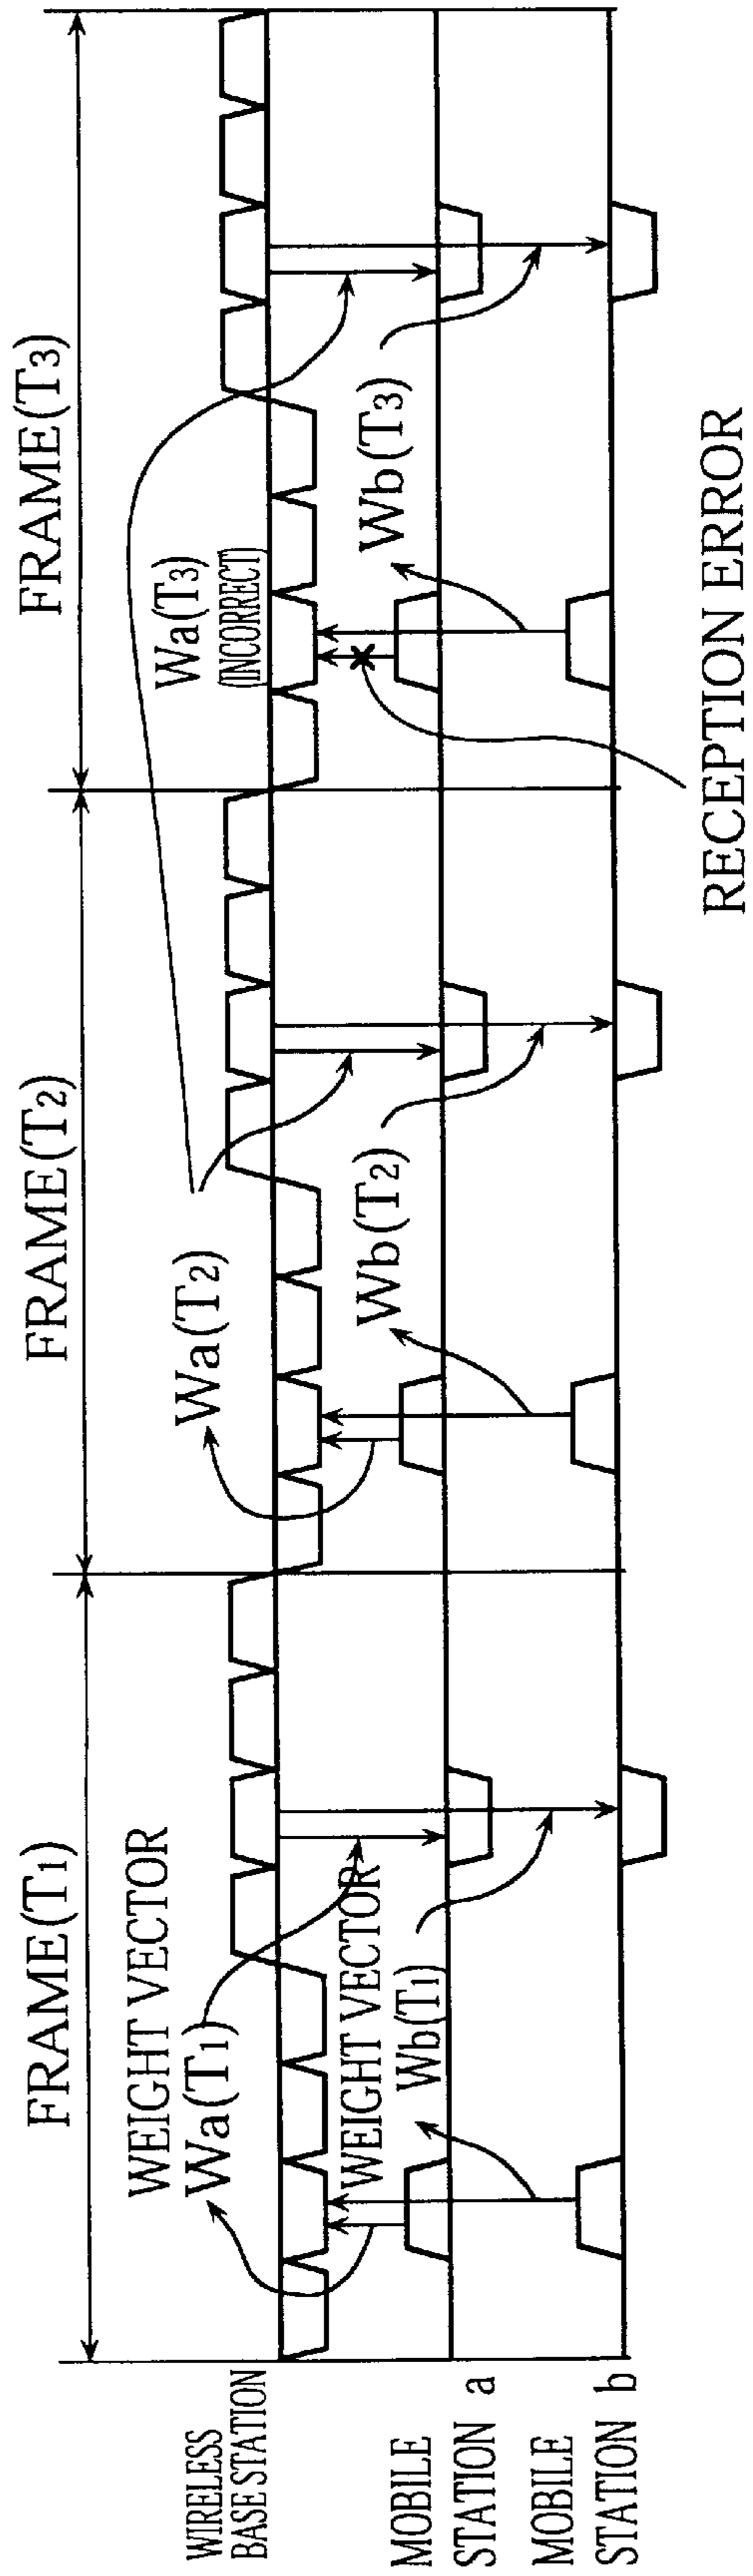 FRAME(T1)
FRAME(T2)
FRAME(T3)
WEIGHT VECTOR
Wa(T1)
Wa(T2)
Wa(T3)
(INCORRECT)
WIRELESS
BASE STATION
WEIGHT VECTOR
Wb(T1)
Wb(T2)
Wb(T3)
MOBILE
STATION a
MOBILE
STATION b
RECEPTION ERROR